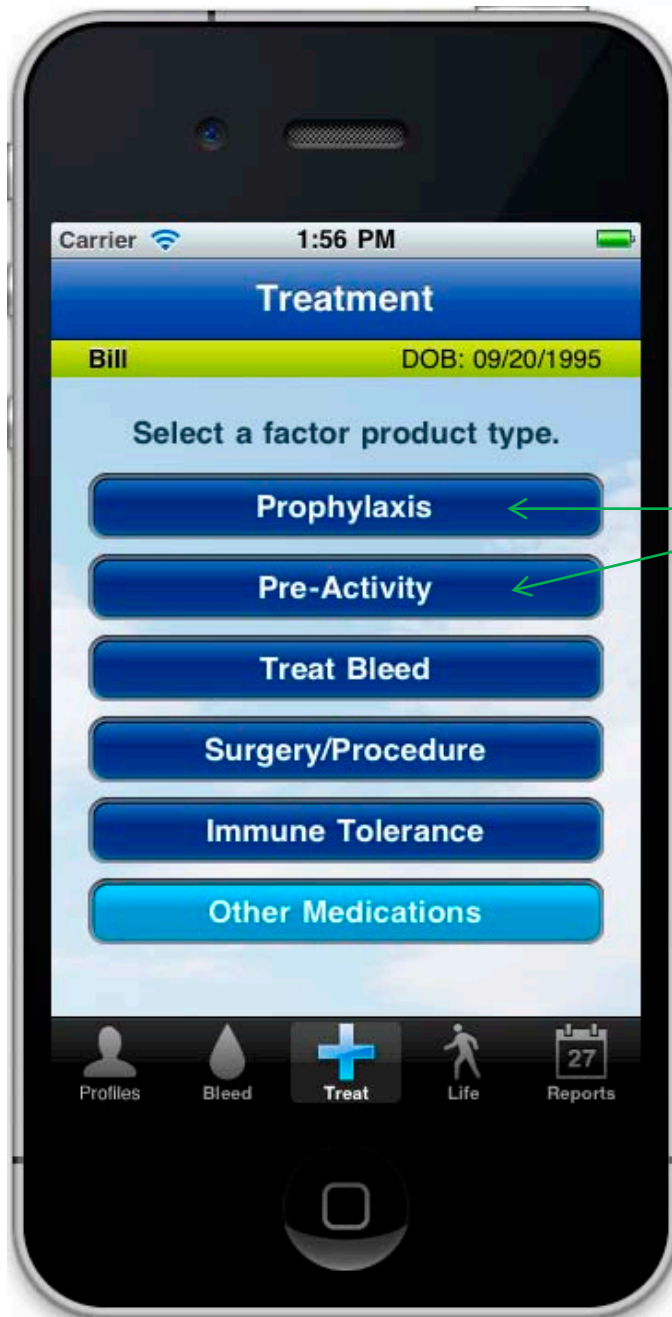 Carrier 1:56 PM
Treatment
Bill DOB: 09/20/1995
Select a factor product type.
Prophylaxis
Pre-Activity
Treat Bleed
Surgery/Procedure
Immune Tolerance
Other Medications
27
Profiles Bleed Treat Life Reports